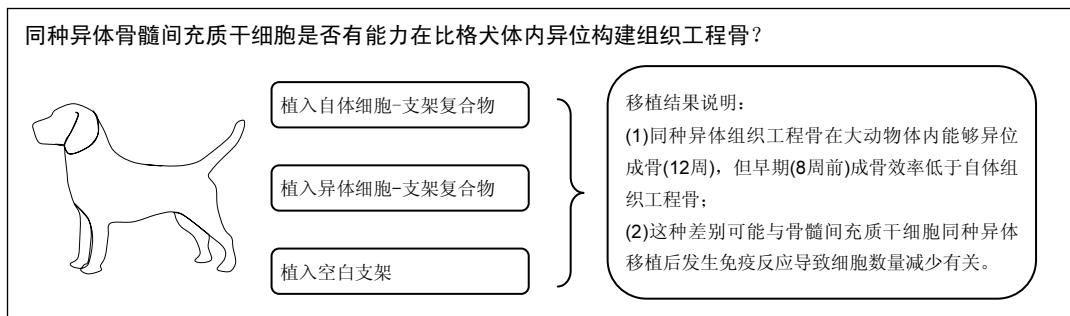 同种异体骨髓间充质干细胞是否有能力在比格犬体内异位构建组织工程骨？
植入自体细胞-支架复合物
植入异体细胞-支架复合物
植入空白支架
移植结果说明：
(1)同种异体组织工程骨在大动物体内能够异位
成骨(12周)，但早期(8周前)成骨效率低于自体组
织工程骨；
(2)这种差别可能与骨髓间充质干细胞同种异体
移植后发生免疫反应导致细胞数量减少有关。